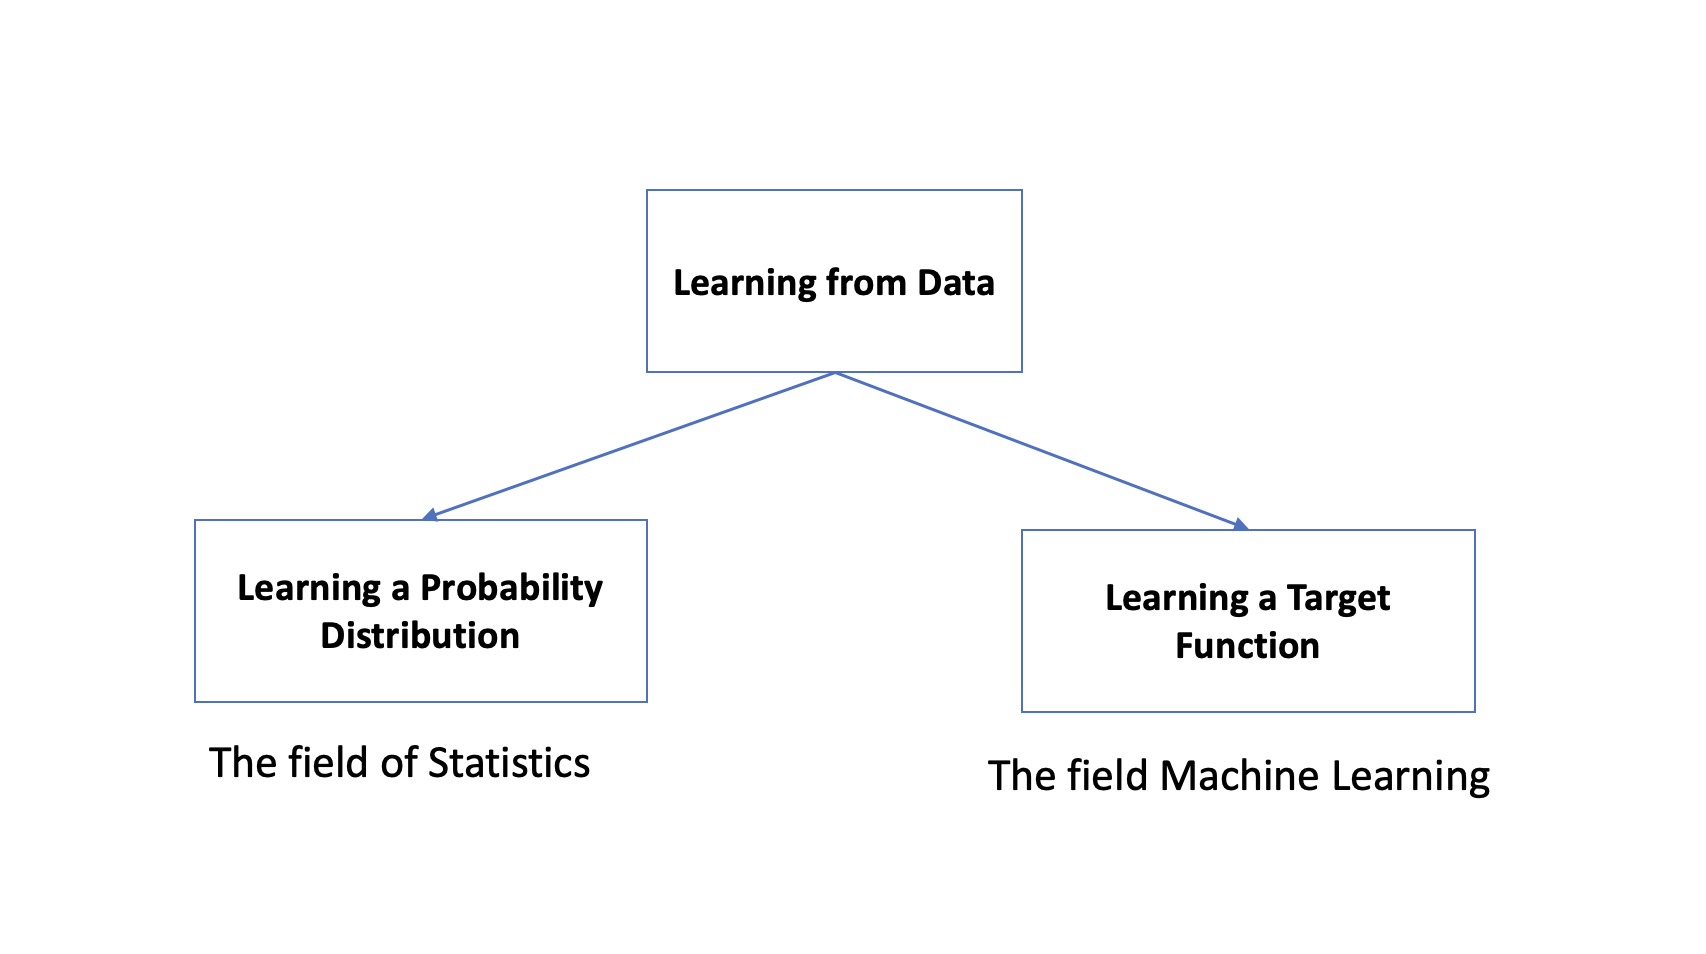 Learning from Data
Learning a Probability
Distribution
The field of Statistics
Learning a Target
Function
The field Machine Learning